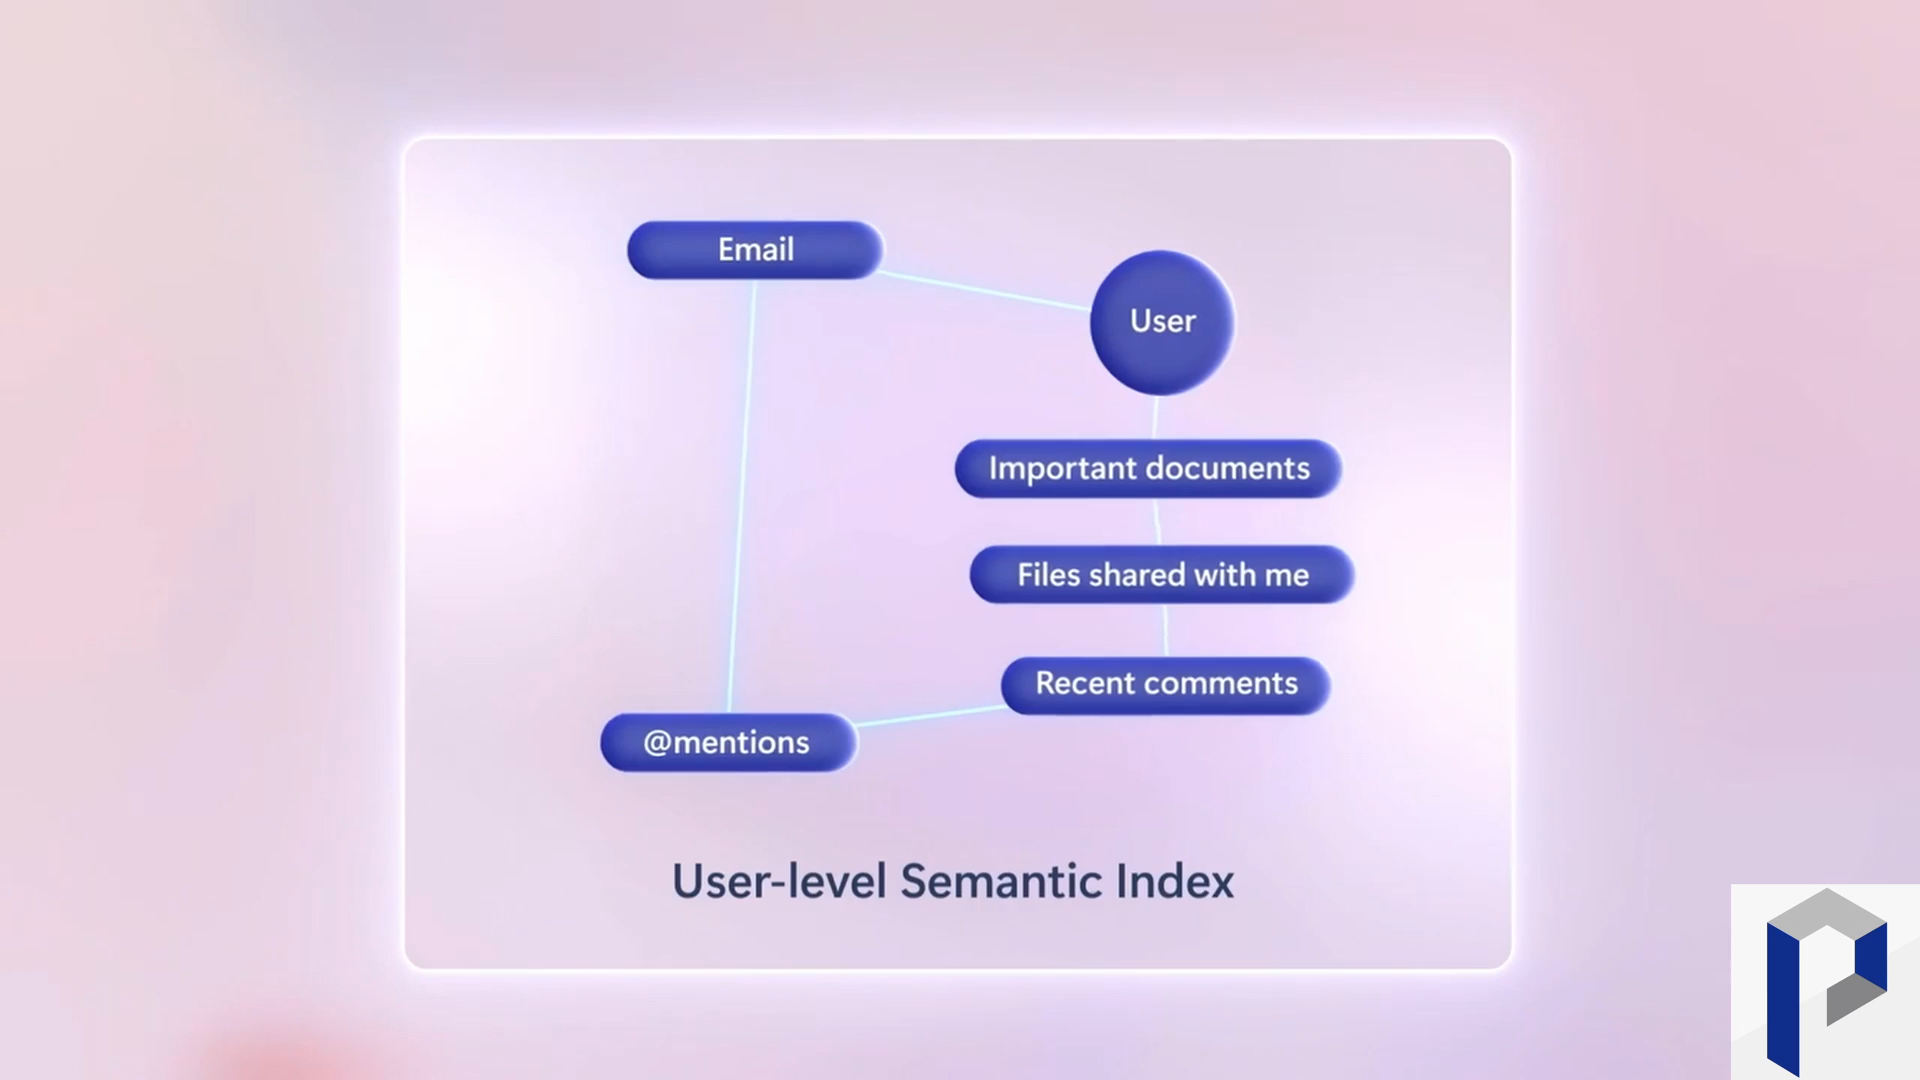 Email
User
Important documents
Files shared with me
Recent comments
@mentions
User-level Semantic Index